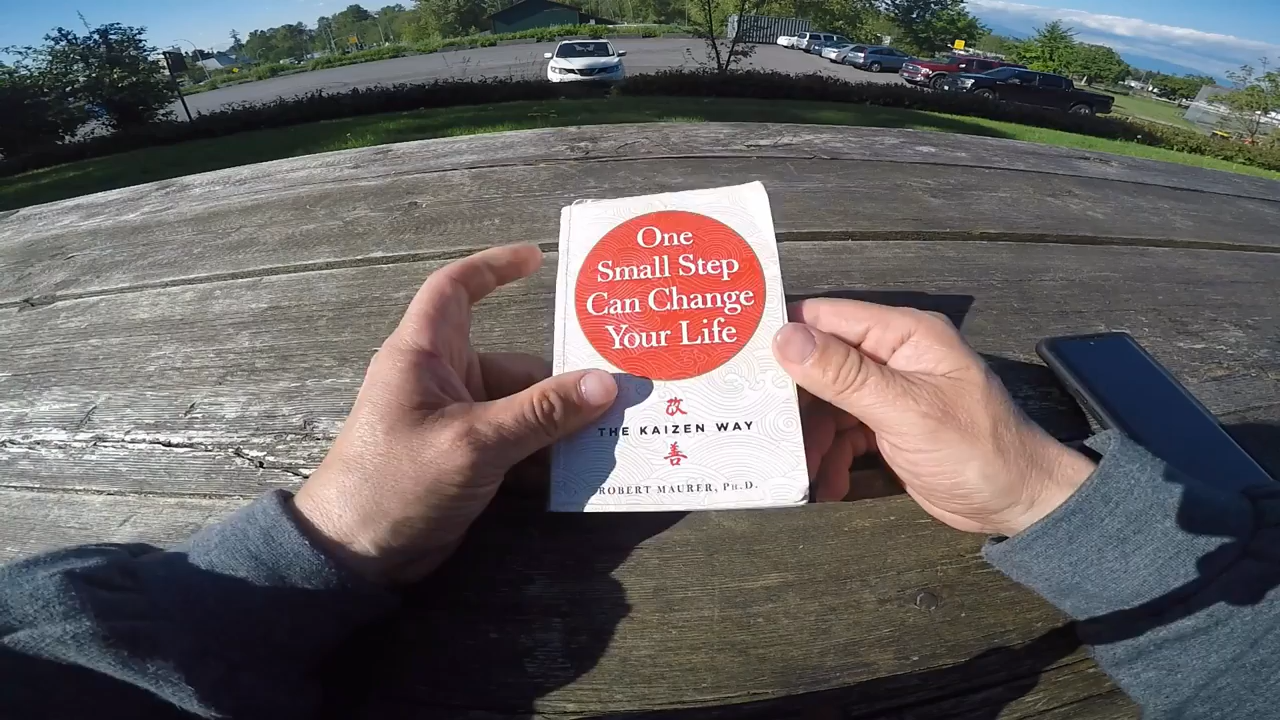 One
Small Step
Can Change
Your Life
改
THE KAIZEN WAY
善
ROBERT MAURER, PH.D.